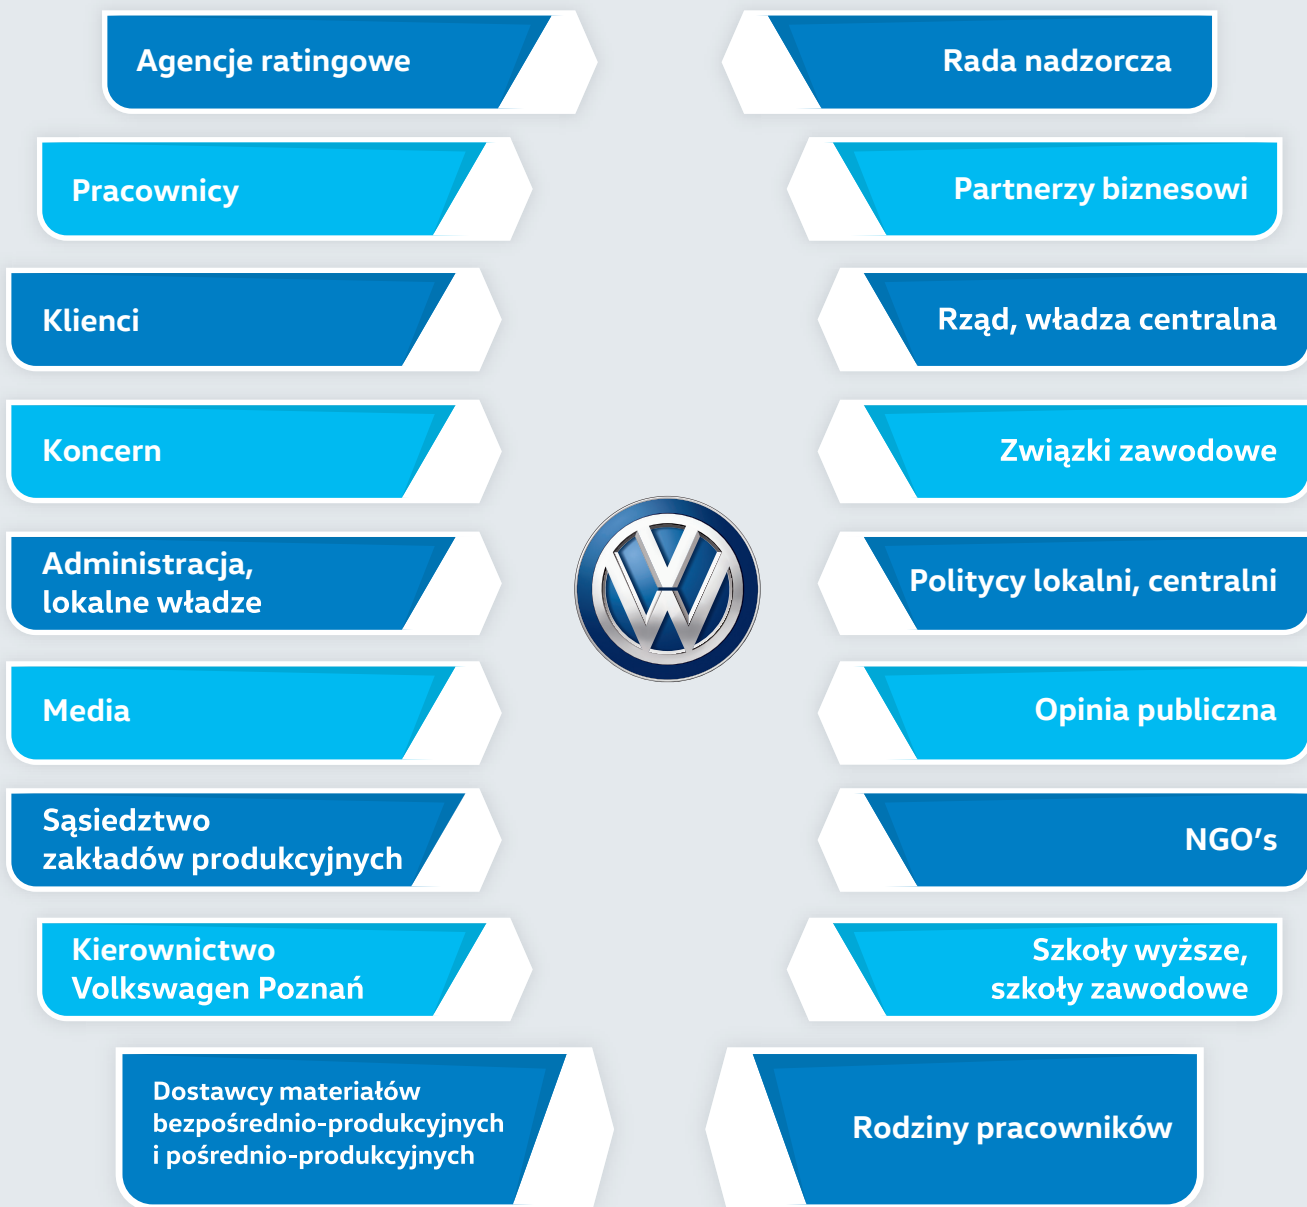 Agencje ratingowe
Rada nadzorcza
Pracownicy
Partnerzy biznesowi
Klienci
Rząd, władza centralna
Koncern
Związki zawodowe
Administracja,
lokalne władze
Politycy lokalni, centralni
Media
Opinia publiczna
Sąsiedztwo
zakładów produkcyjnych
NGO's
Kierownictwo
Volkswagen Poznań
Szkoły wyższe,
szkoły zawodowe
Dostawcy materiałów
bezpośrednio-produkcyjnych
i pośrednio-produkcyjnych
Rodziny pracowników